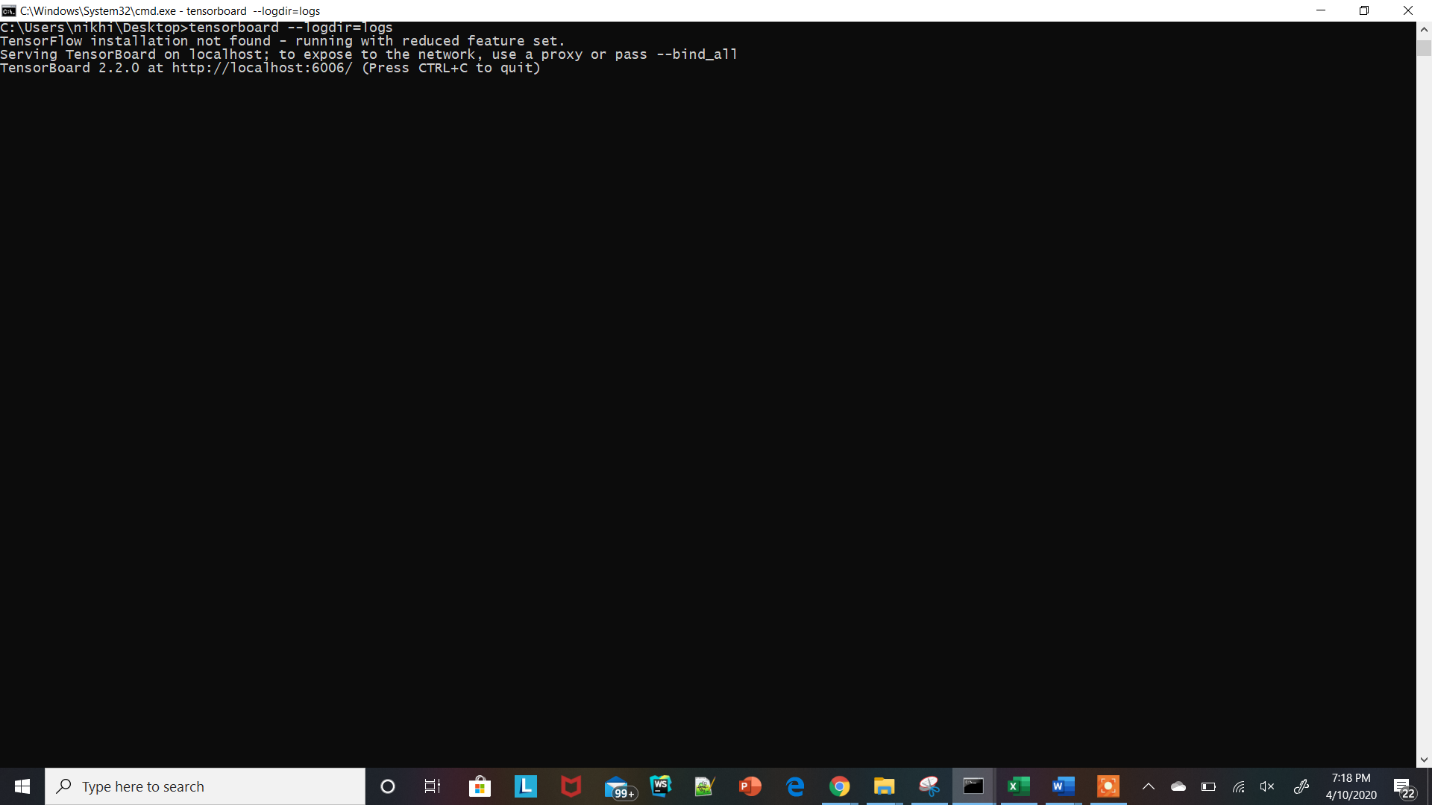 C:\Windows\System32\cmd.exe - tensorboard  --logdir=logs
C:\Users\nikhi\Desktop>tensorboard --logdir=logs
TensorFlow installation not found - running with reduced feature set.
Serving TensorBoard on localhost; to expose to the network, use a proxy or pass --bind_all
TensorBoard 2.2.0 at http://localhost:6006/ (Press CTRL+C to quit)
Type here to search
L
99+
WS
7:18 PM
4/10/2020
22